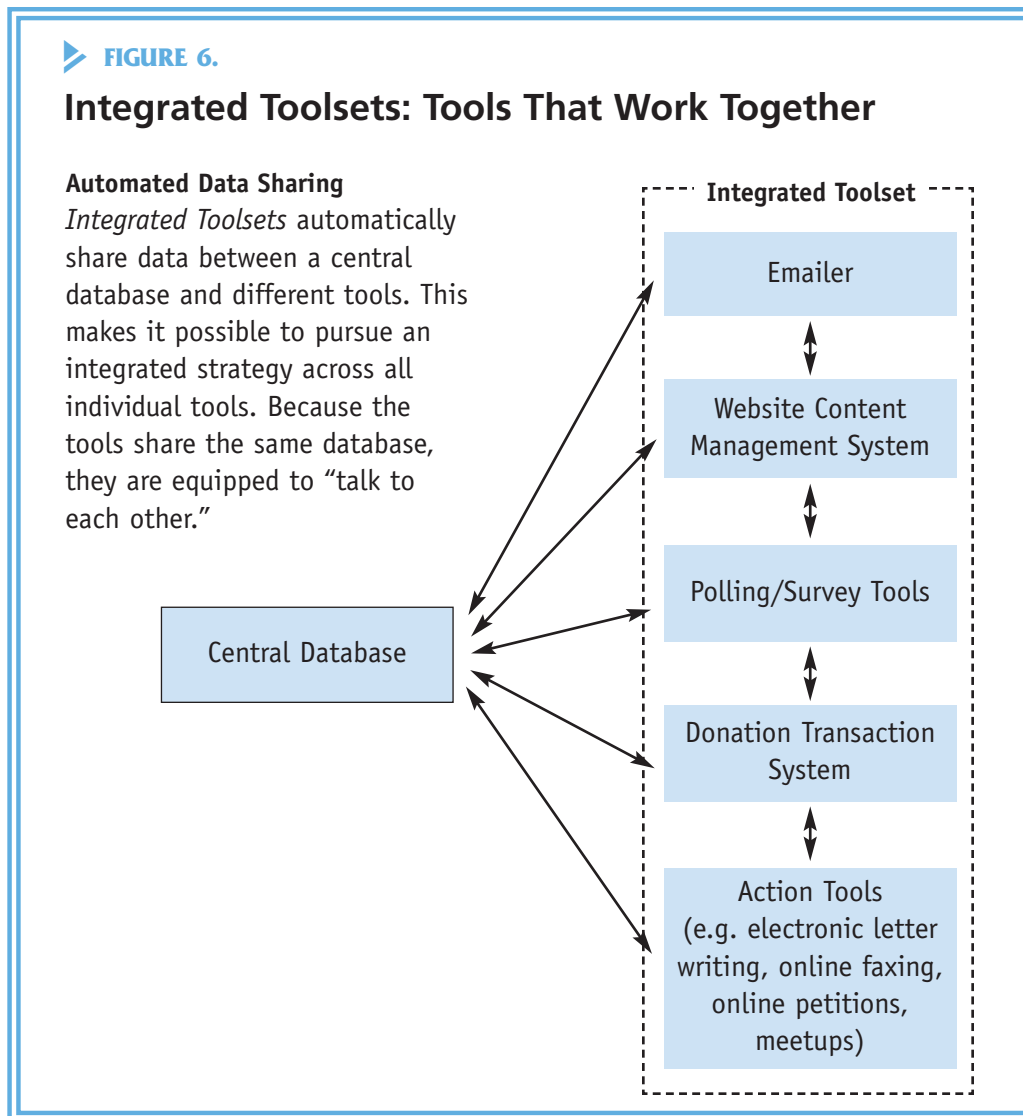 FIGURE 6.
Integrated Toolsets: Tools That Work Together
Automated Data Sharing
Integrated Toolsets automatically
share data between a central
database and different tools. This
makes it possible to pursue an
integrated strategy across all
individual tools. Because the
tools share the same database,
they are equipped to “talk to
each other.”
Central Database
Integrated Toolset
Emailer
Website Content
Management System
Polling/Survey Tools
Donation Transaction
System
Action Tools
(e.g. electronic letter
writing, online faxing,
online petitions,
meetups)